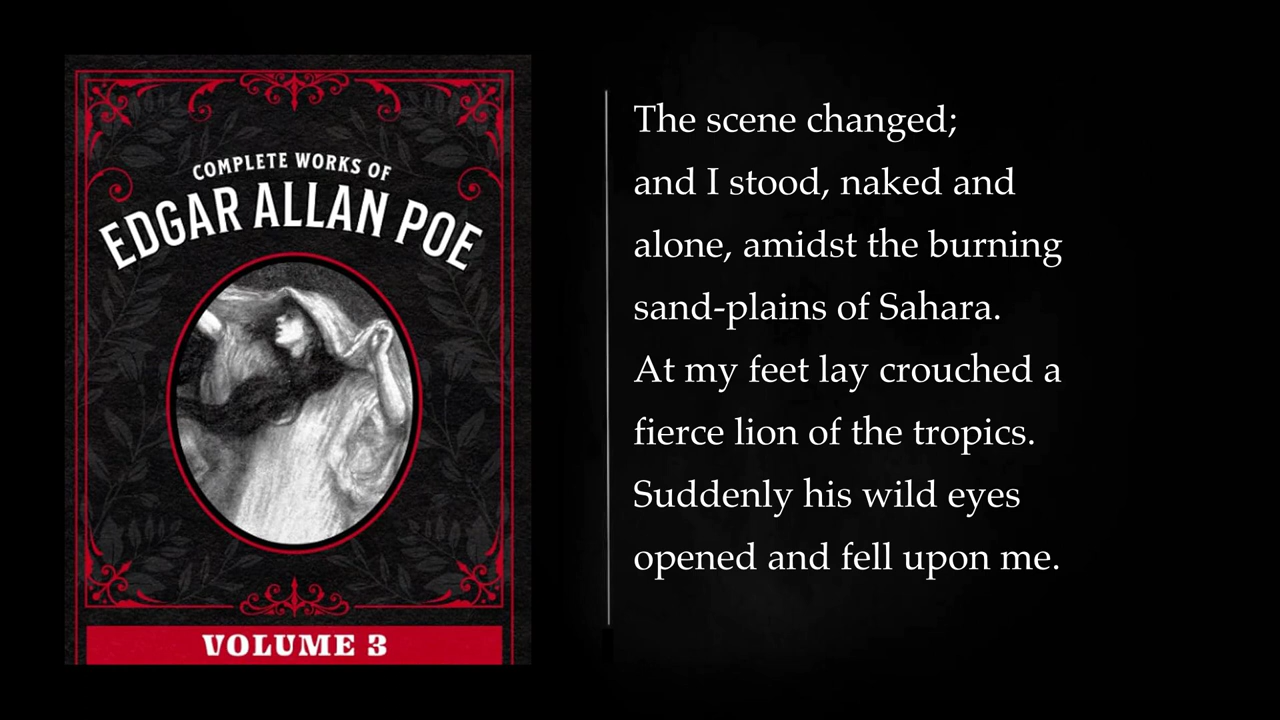 COMPLETE WORKS OF
EDGAR ALLAN POE
VOLUME 3
The scene changed;
and I stood, naked and
alone, amidst the burning
sand-plains of Sahara.
At my feet lay crouched a
fierce lion of the tropics.
Suddenly his wild eyes
opened and fell upon me.